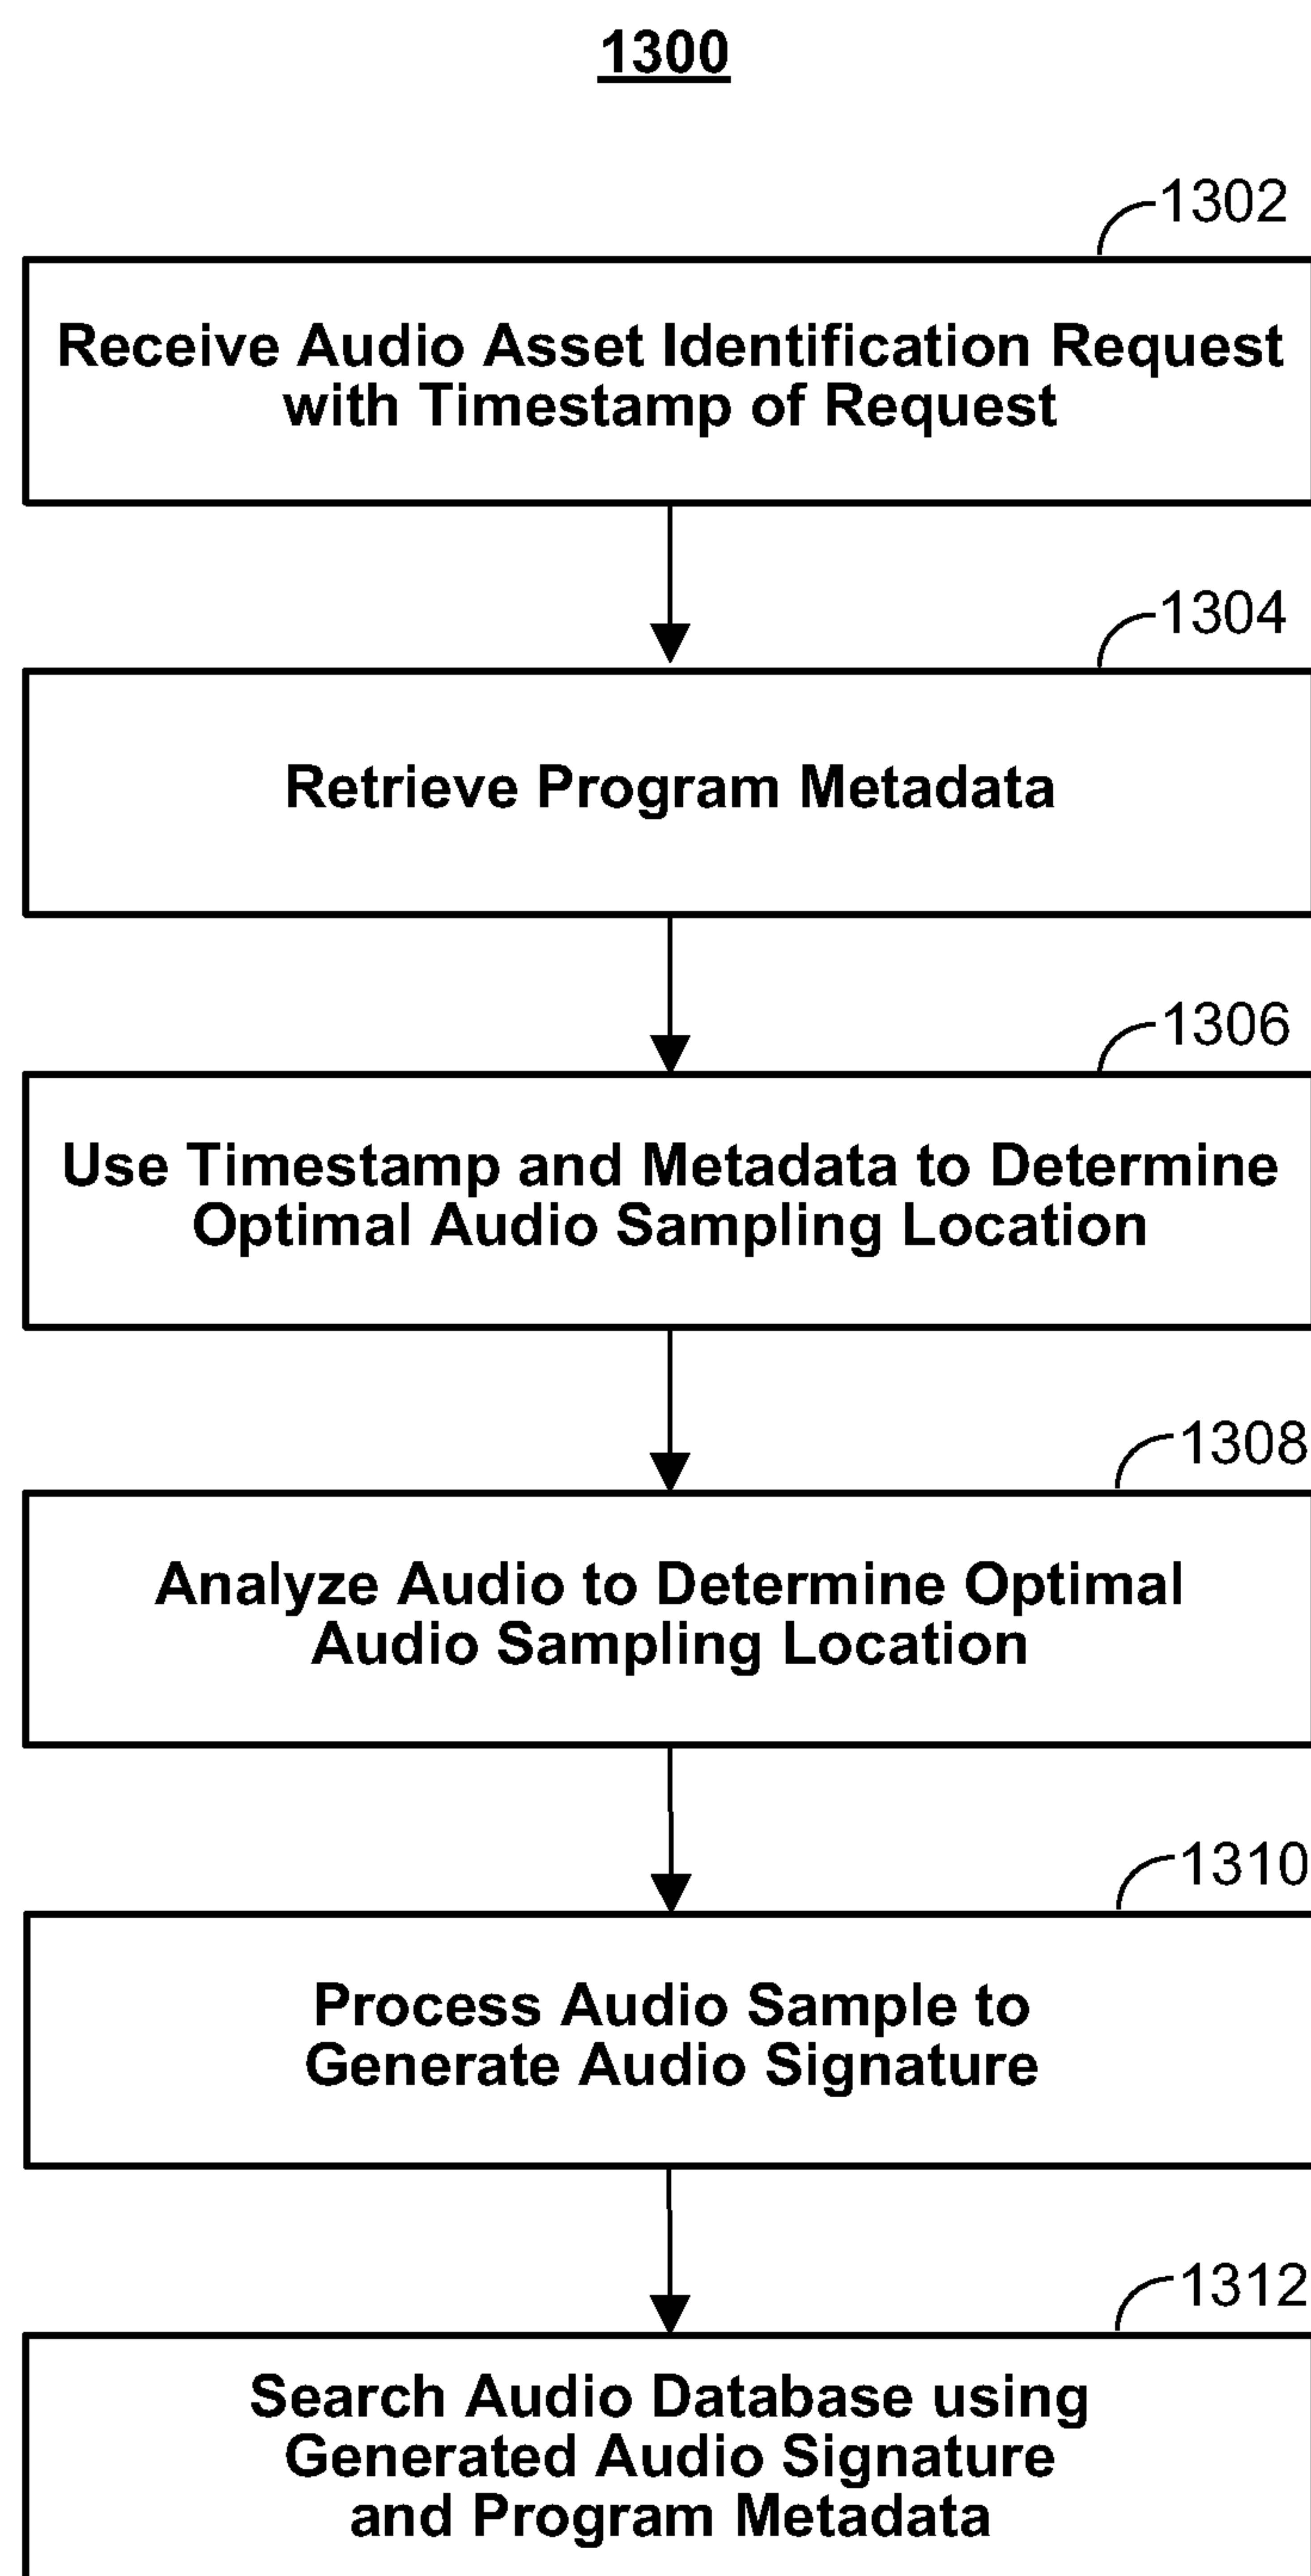 1300
1302
Receive Audio Asset Identification Request
with Timestamp of Request
1304
Retrieve Program Metadata
1306
Use Timestamp and Metadata to Determine
Optimal Audio Sampling Location
1308
Analyze Audio to Determine Optimal
Audio Sampling Location
1310
Process Audio Sample to
Generate Audio Signature
1312
Search Audio Database using
Generated Audio Signature
and Program Metadata